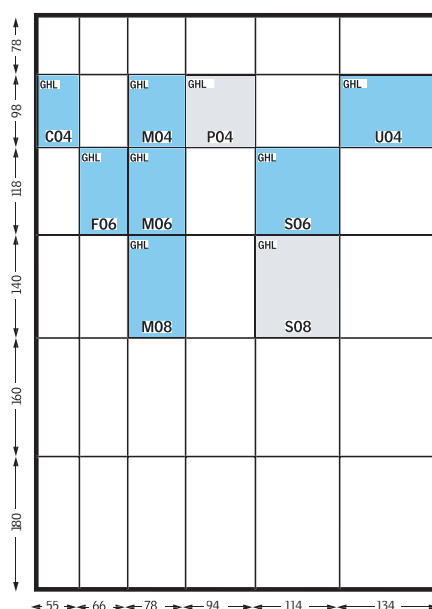 78
98
118
140
160
180
GHL GHL GHL GHL
C04 M04 P04 U04
GHL GHL GHL
F06 M06 S06
GHL GHL
M08 S08
55 66 78 94 114 134